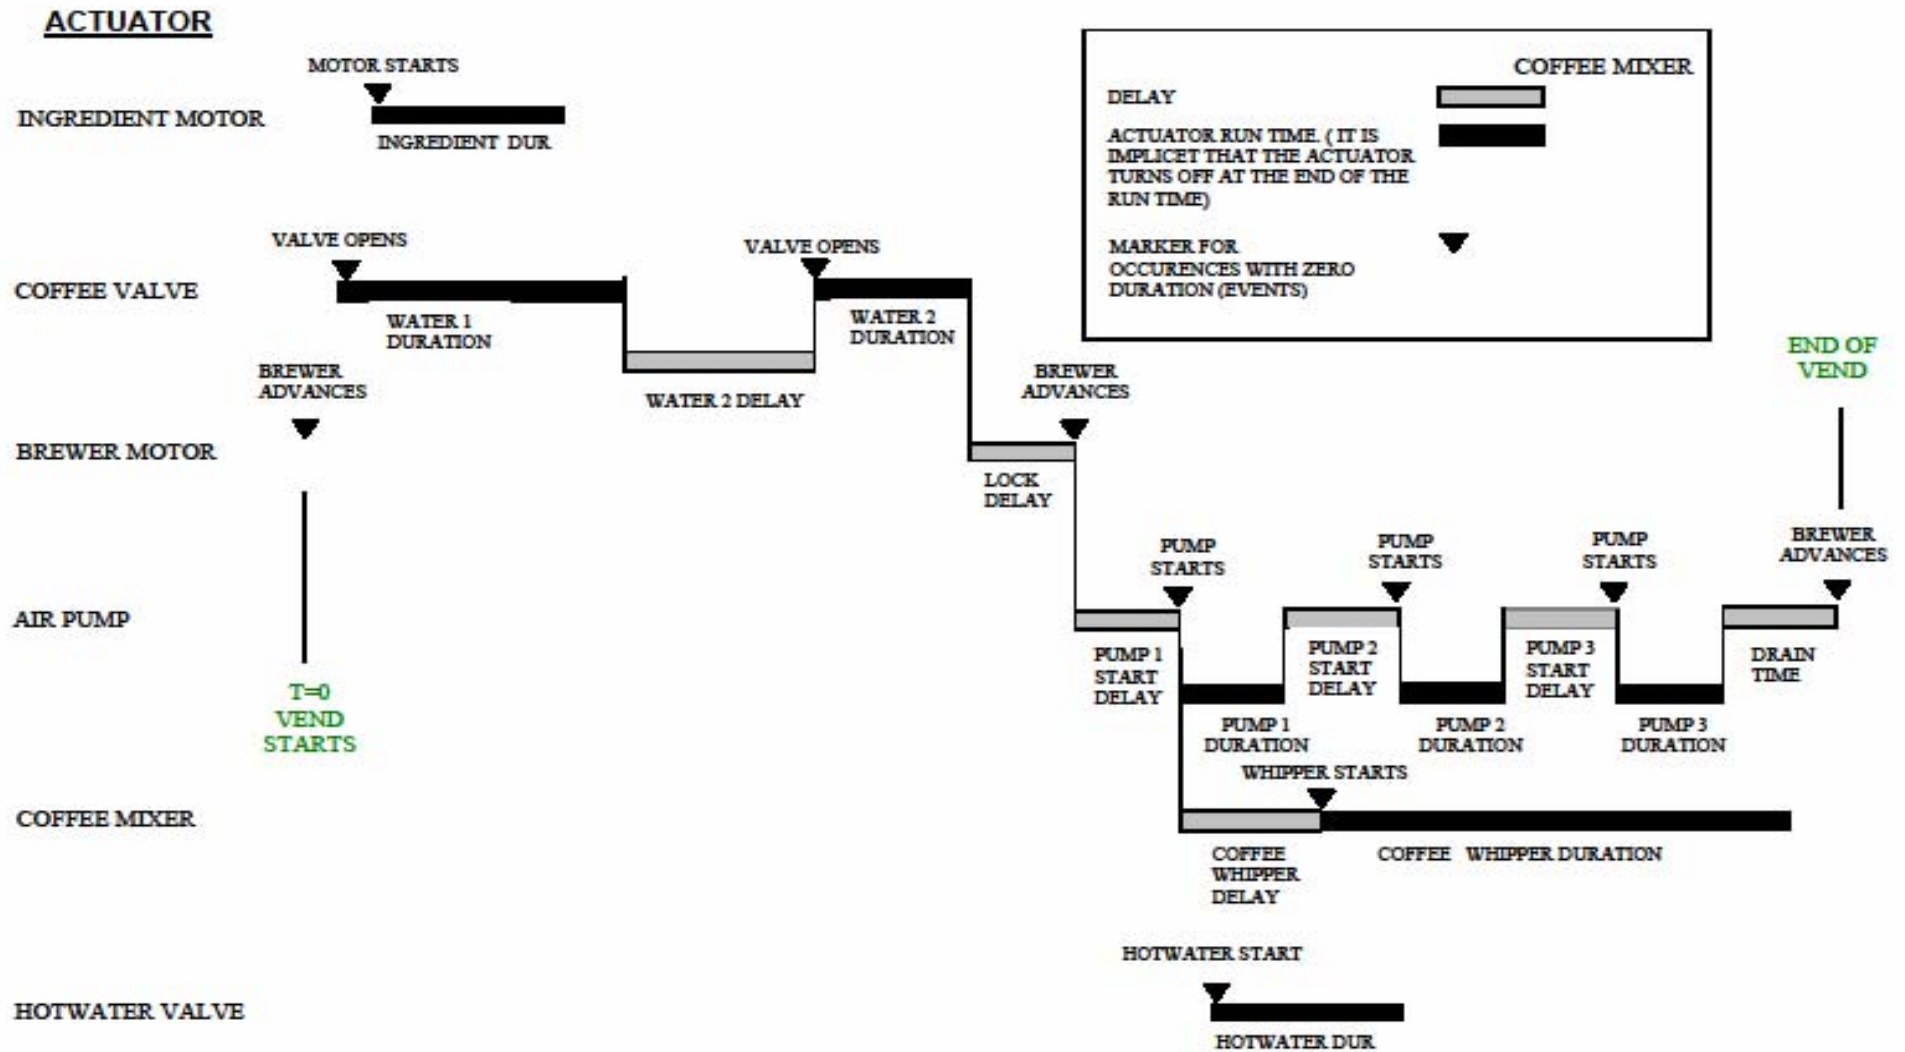 ACTUATOR
MOTOR STARTS
INGREDIENT MOTOR
INGREDIENT DUR
COFFEE MIXER
DELAY
ACTUATOR RUN TIME. ( IT IS
IMPLICET THAT THE ACTUATOR
TURNS OFF AT THE END OF THE
RUN TIME)
MARKER FOR
OCCURENCES WITH ZERO
DURATION (EVENTS)
VALVE OPENS
VALVE OPENS
COFFEE VALVE
WATER 1
DURATION
WATER 2
DURATION
WATER 2 DELAY
BREWER
ADVANCES
BREWER
ADVANCES
END OF
VEND
BREWER MOTOR
LOCK
DELAY
PUMP
STARTS
PUMP
STARTS
PUMP
STARTS
BREWER
ADVANCES
AIR PUMP
PUMP 1
START
DELAY
PUMP 2
START
DELAY
PUMP 3
START
DELAY
DRAIN
TIME
T=0
VEND
STARTS
PUMP 1
DURATION
PUMP 2
DURATION
PUMP 3
DURATION
WHIPPER STARTS
COFFEE MIXER
COFFEE
WHIPPER
DELAY
COFFEE WHIPPER DURATION
HOTWATER START
HOTWATER VALVE
HOTWATER DUR